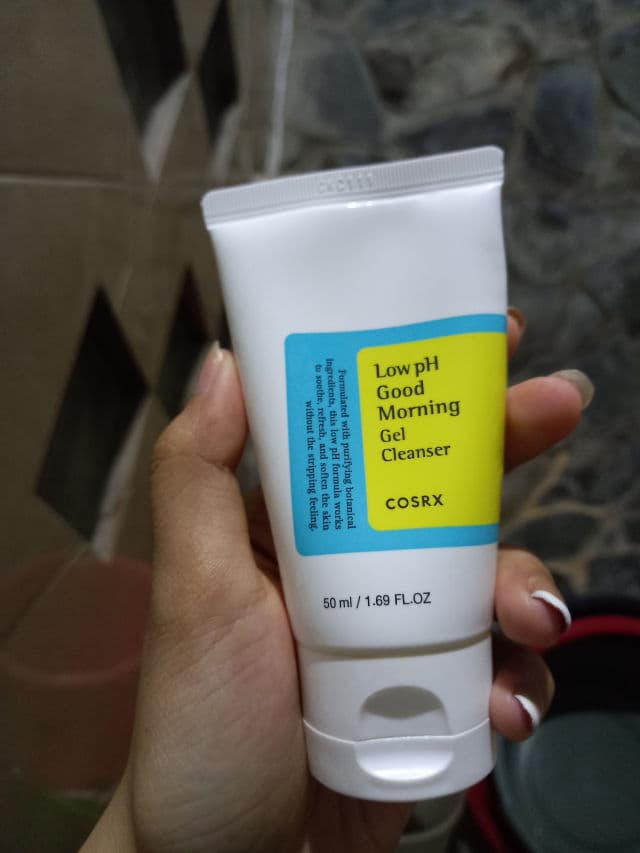 Low pH
Good
Morning
Gel
Cleanser
COSRX
Formulated with purifying botanical
ingredients, this low pH formula works
to soothe, refresh, and soften the skin
without the stripping feeling.
50 ml / 1.69 FL.OZ